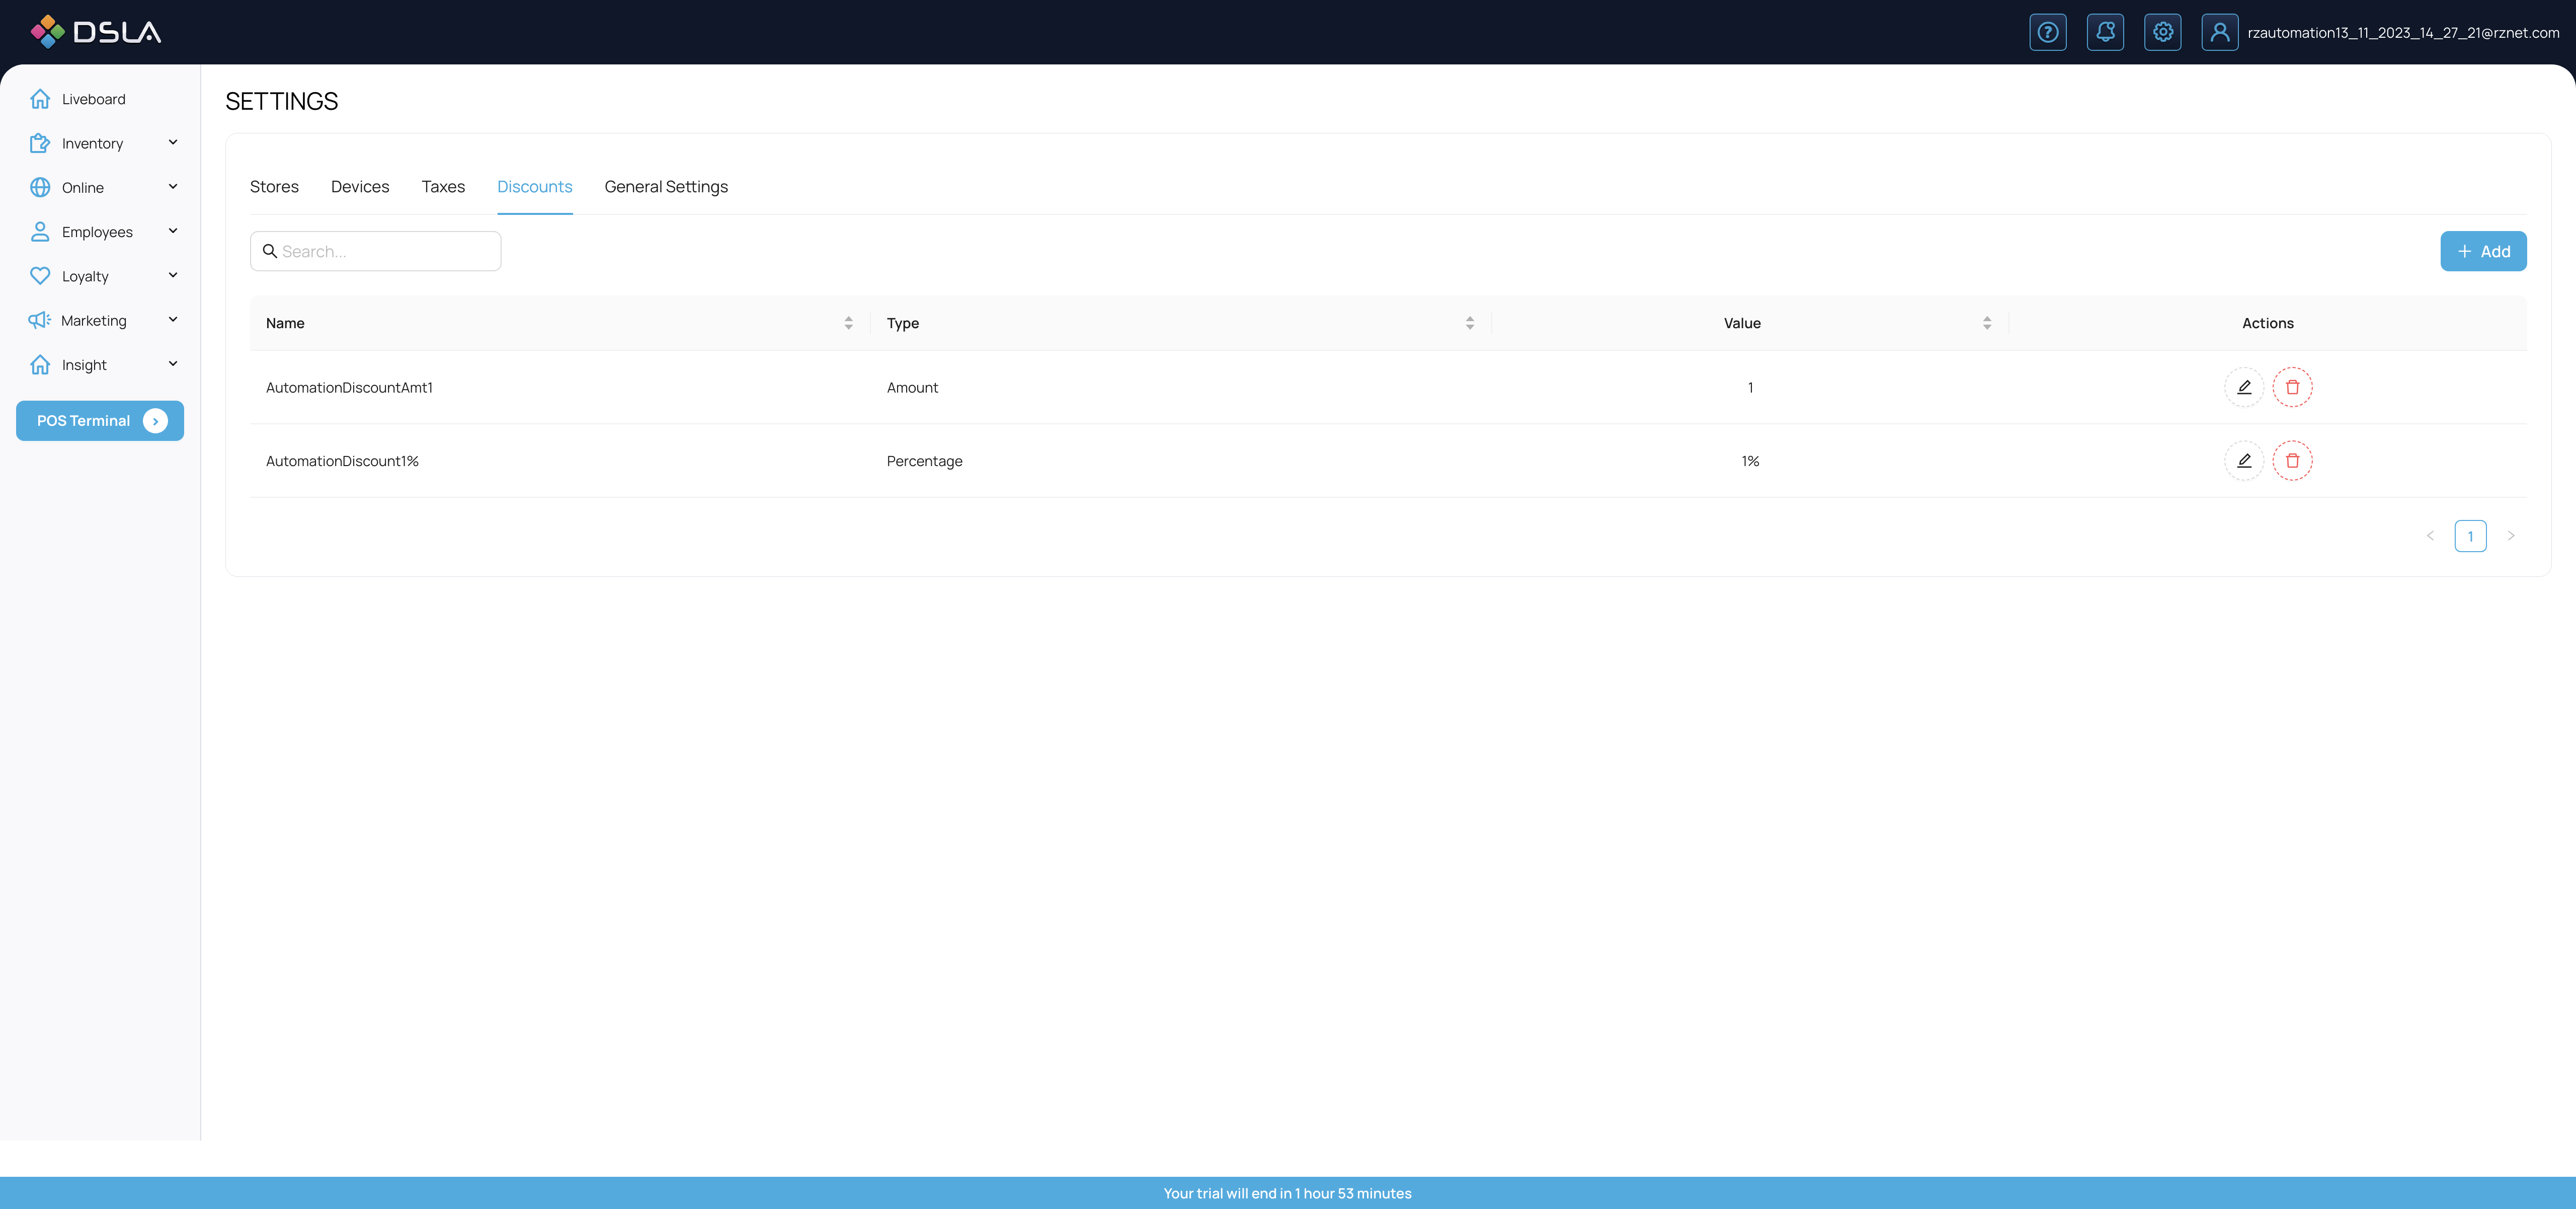 DSLA
rzautomation13_11_2023_14_27_21@rznet.com
Liveboard
Inventory
Online
Employees
Loyalty
Marketing
Insight
POS Terminal
SETTINGS
Stores Devices Taxes Discounts General Settings
Search...
Add
Name Type Value Actions
AutomationDiscountAmt1 Amount 1
AutomationDiscount1% Percentage 1%
1
Your trial will end in 1 hour 53 minutes